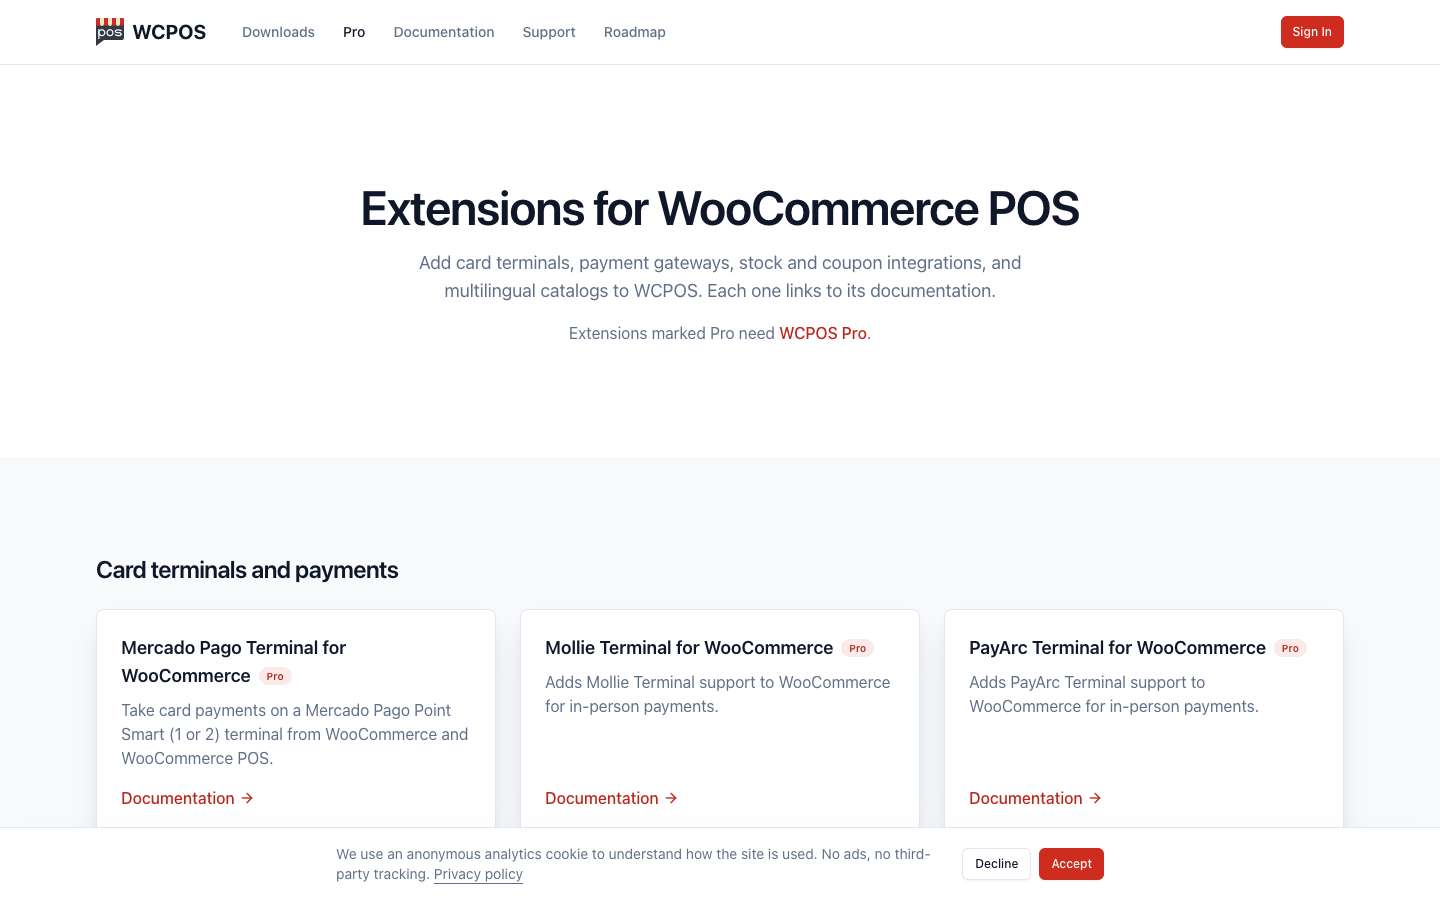 pos WCPOS Downloads Pro Documentation Support Roadmap Sign In
Extensions for WooCommerce POS
Add card terminals, payment gateways, stock and coupon integrations, and
multilingual catalogs to WCPOS. Each one links to its documentation.
Extensions marked Pro need WCPOS Pro.
Card terminals and payments
Mercado Pago Terminal for
WooCommerce Pro
Take card payments on a Mercado Pago Point
Smart (1 or 2) terminal from WooCommerce and
WooCommerce POS.
Documentation →
Mollie Terminal for WooCommerce Pro
Adds Mollie Terminal support to WooCommerce
for in-person payments.
Documentation →
PayArc Terminal for WooCommerce Pro
Adds PayArc Terminal support to
WooCommerce for in-person payments.
Documentation →
We use an anonymous analytics cookie to understand how the site is used. No ads, no third-
party tracking. Privacy policy
Decline Accept